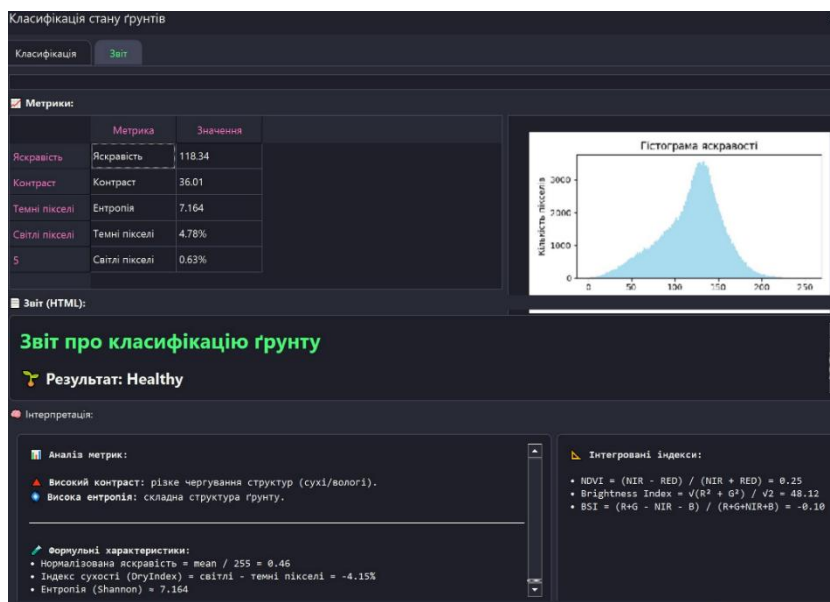 Класифікація стану ґрунтів
Класифікація Звіт
📈 Метрики:
Метрика Значення
Яскравість Яскравість 118.34
Контраст Контраст 36.01
Темні пікселі Ентропія 7.164
Світлі пікселі Темні пікселі 4.78%
5 Світлі пікселі 0.63%
Гістограма яскравості
Кількість пікселів
3000
2000
1000
0
0 50 100 150 200 250
Звіт (HTML):
Звіт про класифікацію ґрунту
🌱 Результат: Healthy
🧠 Інтерпретація:
📊 Аналіз метрик:
🔺 Високий контраст: різке чергування структур (сухі/вологі).
Висока ентропія: складна структура ґрунту.
🧪 Формульні характеристики:
• Нормалізована яскравість = mean / 255 = 0.46
• Індекс сухості (DryIndex) = світлі - темні пікселі = -4.15%
• Ентропія (Shannon) ≈ 7.164
📐 Інтегровані індекси:
• NDVI = (NIR - RED) / (NIR + RED) = 0.25
• Brightness Index = √(R² + G²) / √2 = 48.12
• BSI = (R+G - NIR - B) / (R+G+NIR+B) = -0.10